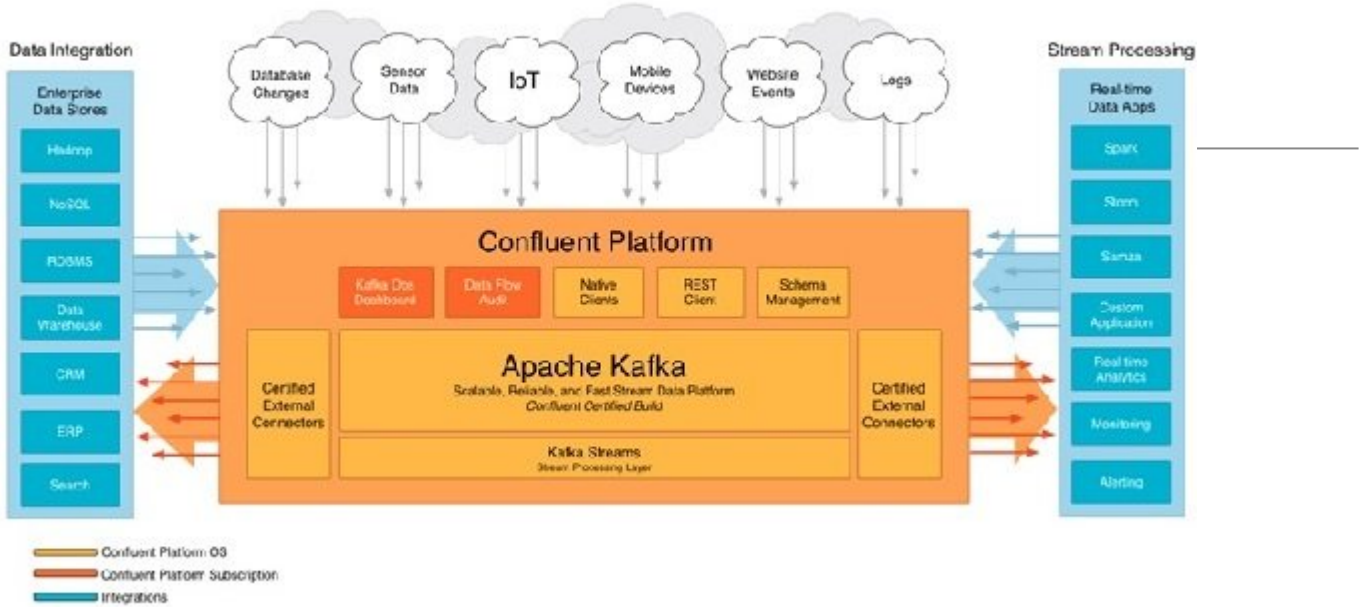 Data Integration
Enterprise
Data Stores
Hadoop
NoSQL
RDBMS
Data
Warehouse
CRM
ERP
Search
Database
Changes
Sensor
Data
IoT
Mobile
Devices
Website
Events
Logs
Stream Processing
Real-time
Data Apps
Spark
Storm
Samza
Custom
Application
Real-time
Analytics
Monitoring
Alerting
Confluent Platform
Kafka Ops
Dashboard
Data Flow
Audit
Native
Clients
REST
Client
Schema
Management
Certified
External
Connectors
Apache Kafka
Scalable, Reliable, and Fast Stream Data Platform
Confluent Certified Build
Kafka Streams
Stream Processing Layer
Certified
External
Connectors
Confluent Platform OS
Confluent Platform Subscription
Integrations